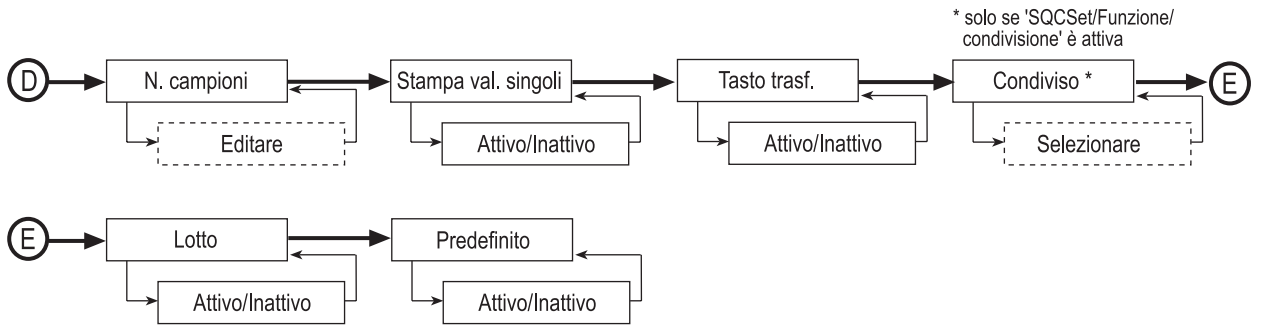 * solo se 'SQCSet/Funzione/
condivisione' è attiva
D
N. campioni
Stampa val. singoli
Tasto trasf.
Condiviso *
E
Editare
Attivo/Inattivo
Attivo/Inattivo
Selezionare
E
Lotto
Predefinito
Attivo/Inattivo
Attivo/Inattivo